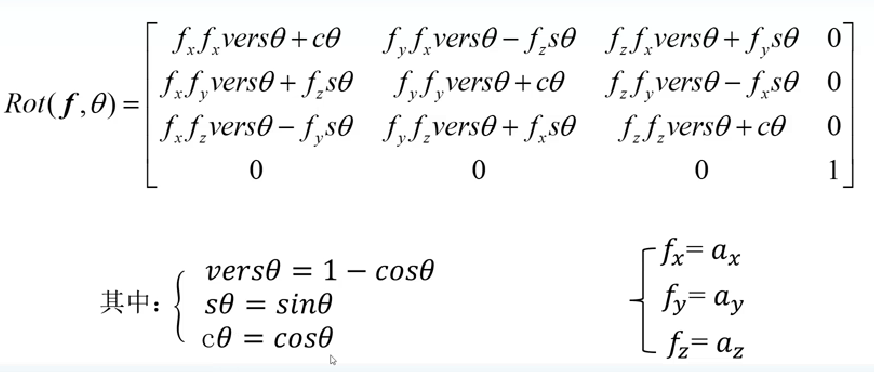 f_x f_x versθ + cθ    f_y f_x versθ − f_z sθ    f_z f_x versθ + f_y sθ    0
f_x f_y versθ + f_z sθ    f_y f_y versθ + cθ    f_z f_y versθ − f_x sθ    0
Rot(f,θ) =
f_x f_z versθ − f_y sθ    f_y f_z versθ + f_x sθ    f_z f_z versθ + cθ    0
0    0    0    1
其中:
versθ = 1 − cosθ
sθ = sinθ
cθ = cosθ
f_x = a_x
f_y = a_y
f_z = a_z